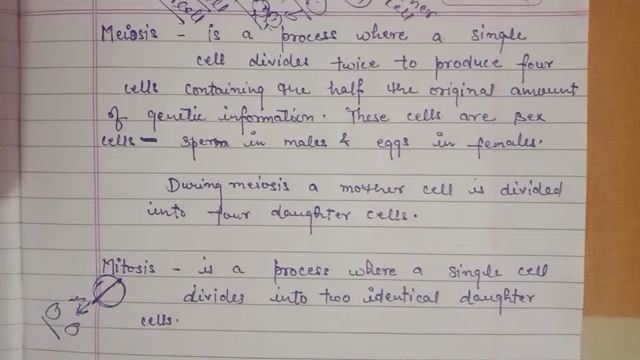 cell
Meiosis - is a process where a single
cell divides twice to produce four
cells containing the half the original amount
of genetic information. These cells are sex
cells - sperm in males & eggs in females.
During meiosis a mother cell is divided
into four daughter cells.
Mitosis - is a process where a single cell
divides into two identical daughter
cells.